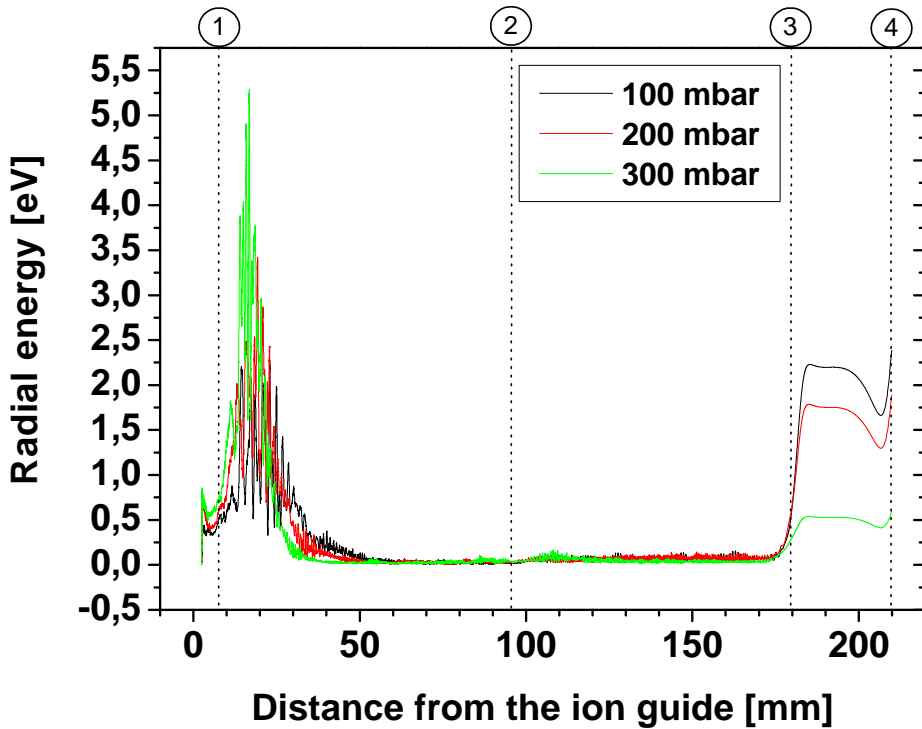 1 2 3 4
5,5
5,0
4,5
4,0
3,5
3,0
2,5
2,0
1,5
1,0
0,5
0,0
-0,5
Radial energy [eV]
100 mbar
200 mbar
300 mbar
0 50 100 150 200
Distance from the ion guide [mm]